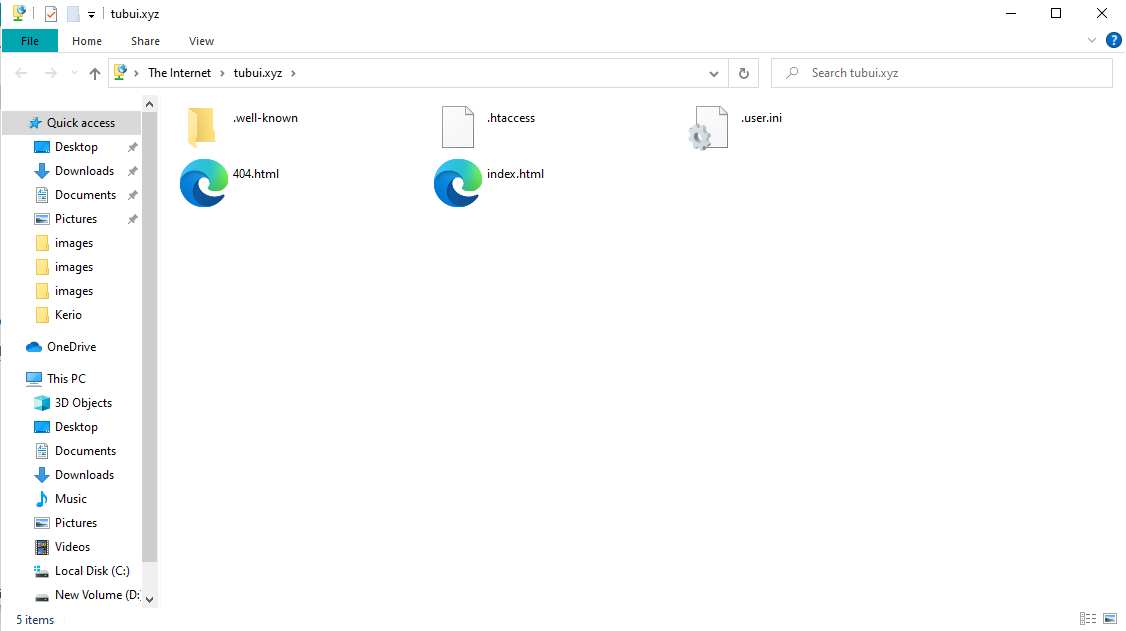 tubui.xyz
File Home Share View
The Internet tubui.xyz
Search tubui.xyz
Quick access
Desktop
Downloads
Documents
Pictures
images
images
images
Kerio
OneDrive
This PC
3D Objects
Desktop
Documents
Downloads
Music
Pictures
Videos
Local Disk (C:)
New Volume (D:
.well-known
.htaccess
.user.ini
404.html
index.html
5 items